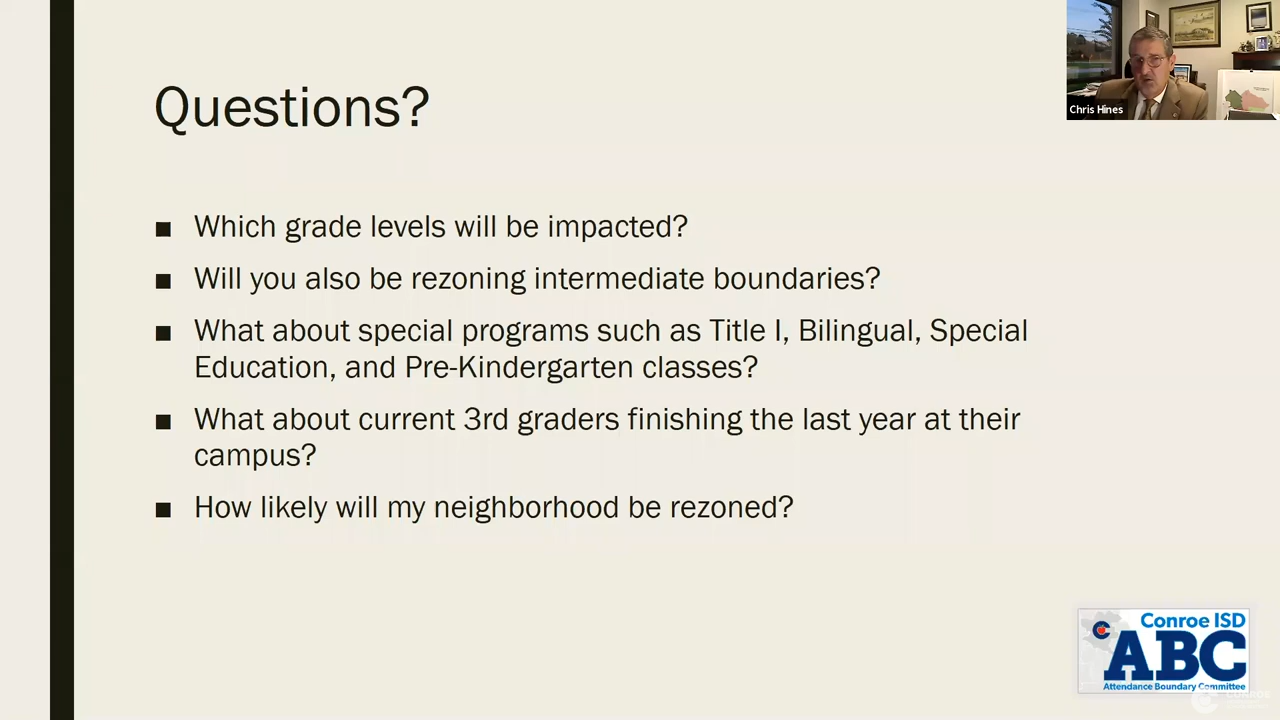 Questions?
Chris Hines
■ Which grade levels will be impacted?
■ Will you also be rezoning intermediate boundaries?
■ What about special programs such as Title I, Bilingual, Special
Education, and Pre-Kindergarten classes?
■ What about current 3rd graders finishing the last year at their
campus?
■ How likely will my neighborhood be rezoned?
Conroe ISD
ABC
Attendance Boundary Committee